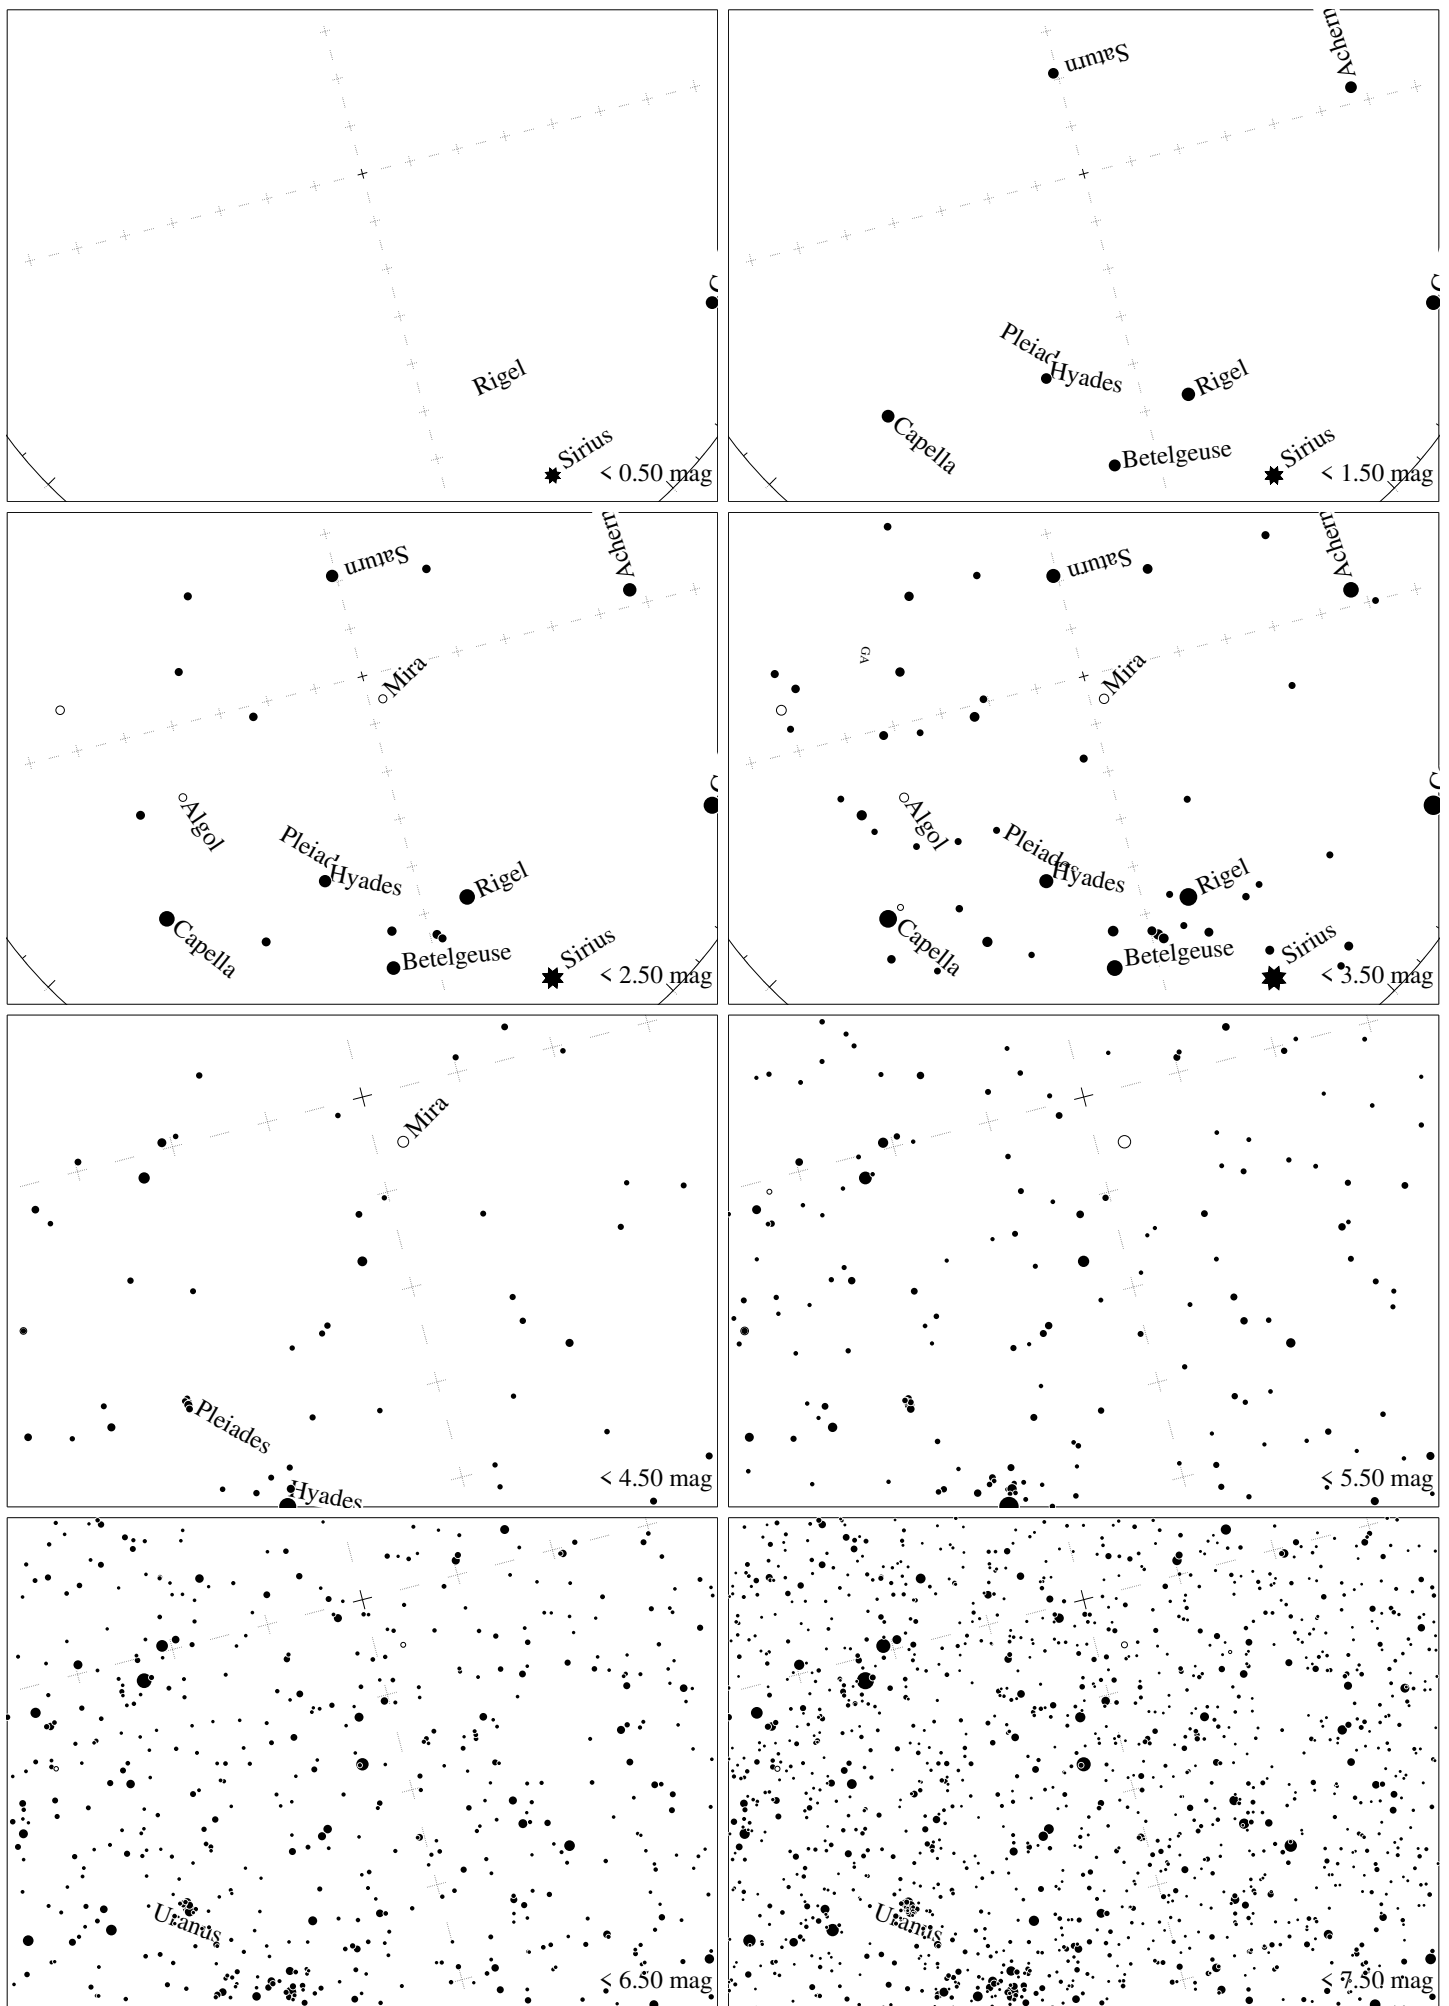 C
Rigel
Sirius
< 0.50 mag
Saturn
Achern
C
Pleiad
Hyades
Rigel
Capella
Betelgeuse
Sirius
< 1.50 mag
Saturn
Achern
Mira
C
Algol
Pleiad
Hyades
Rigel
Capella
Betelgeuse
Sirius
< 2.50 mag
Saturn
Achern
GA
Mira
C
Algol
Pleiades
Hyades
Rigel
Capella
Betelgeuse
Sirius
< 3.50 mag
Mira
Pleiades
Hyades
< 4.50 mag
< 5.50 mag
Uranus
< 6.50 mag
Uranus
< 7.50 mag